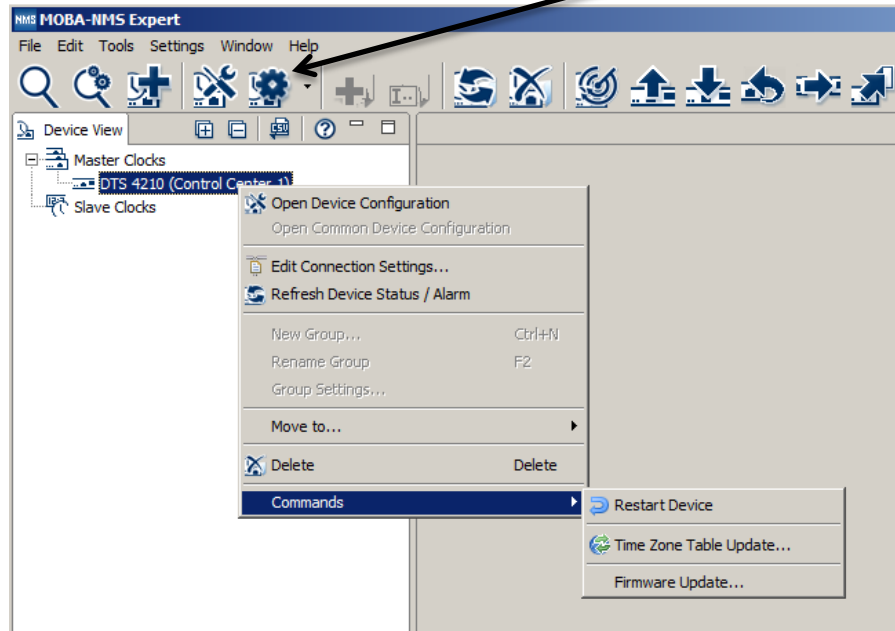 NMS MOBA-NMS Expert
File Edit Tools Settings Window Help
I...
Device View
CSV
?
Master Clocks
DTS 4210 (Control Center 1)
Slave Clocks
Open Device Configuration
Open Common Device Configuration
Edit Connection Settings...
Refresh Device Status / Alarm
New Group... Ctrl+N
Rename Group F2
Group Settings...
Move to...
Delete Delete
Commands
Restart Device
Time Zone Table Update...
Firmware Update...